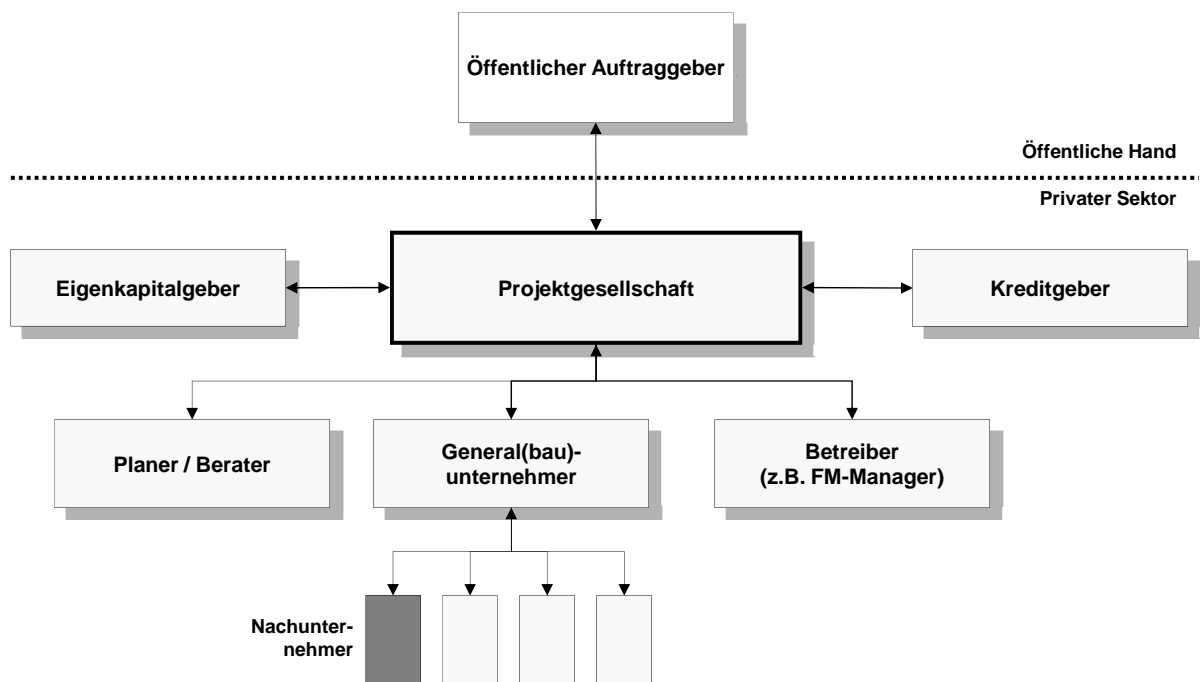 Öffentlicher Auftraggeber
Öffentliche Hand
Privater Sektor
Eigenkapitalgeber
Projektgesellschaft
Kreditgeber
Planer / Berater
General(bau)-
unternehmer
Betreiber
(z.B. FM-Manager)
Nachunter-
nehmer